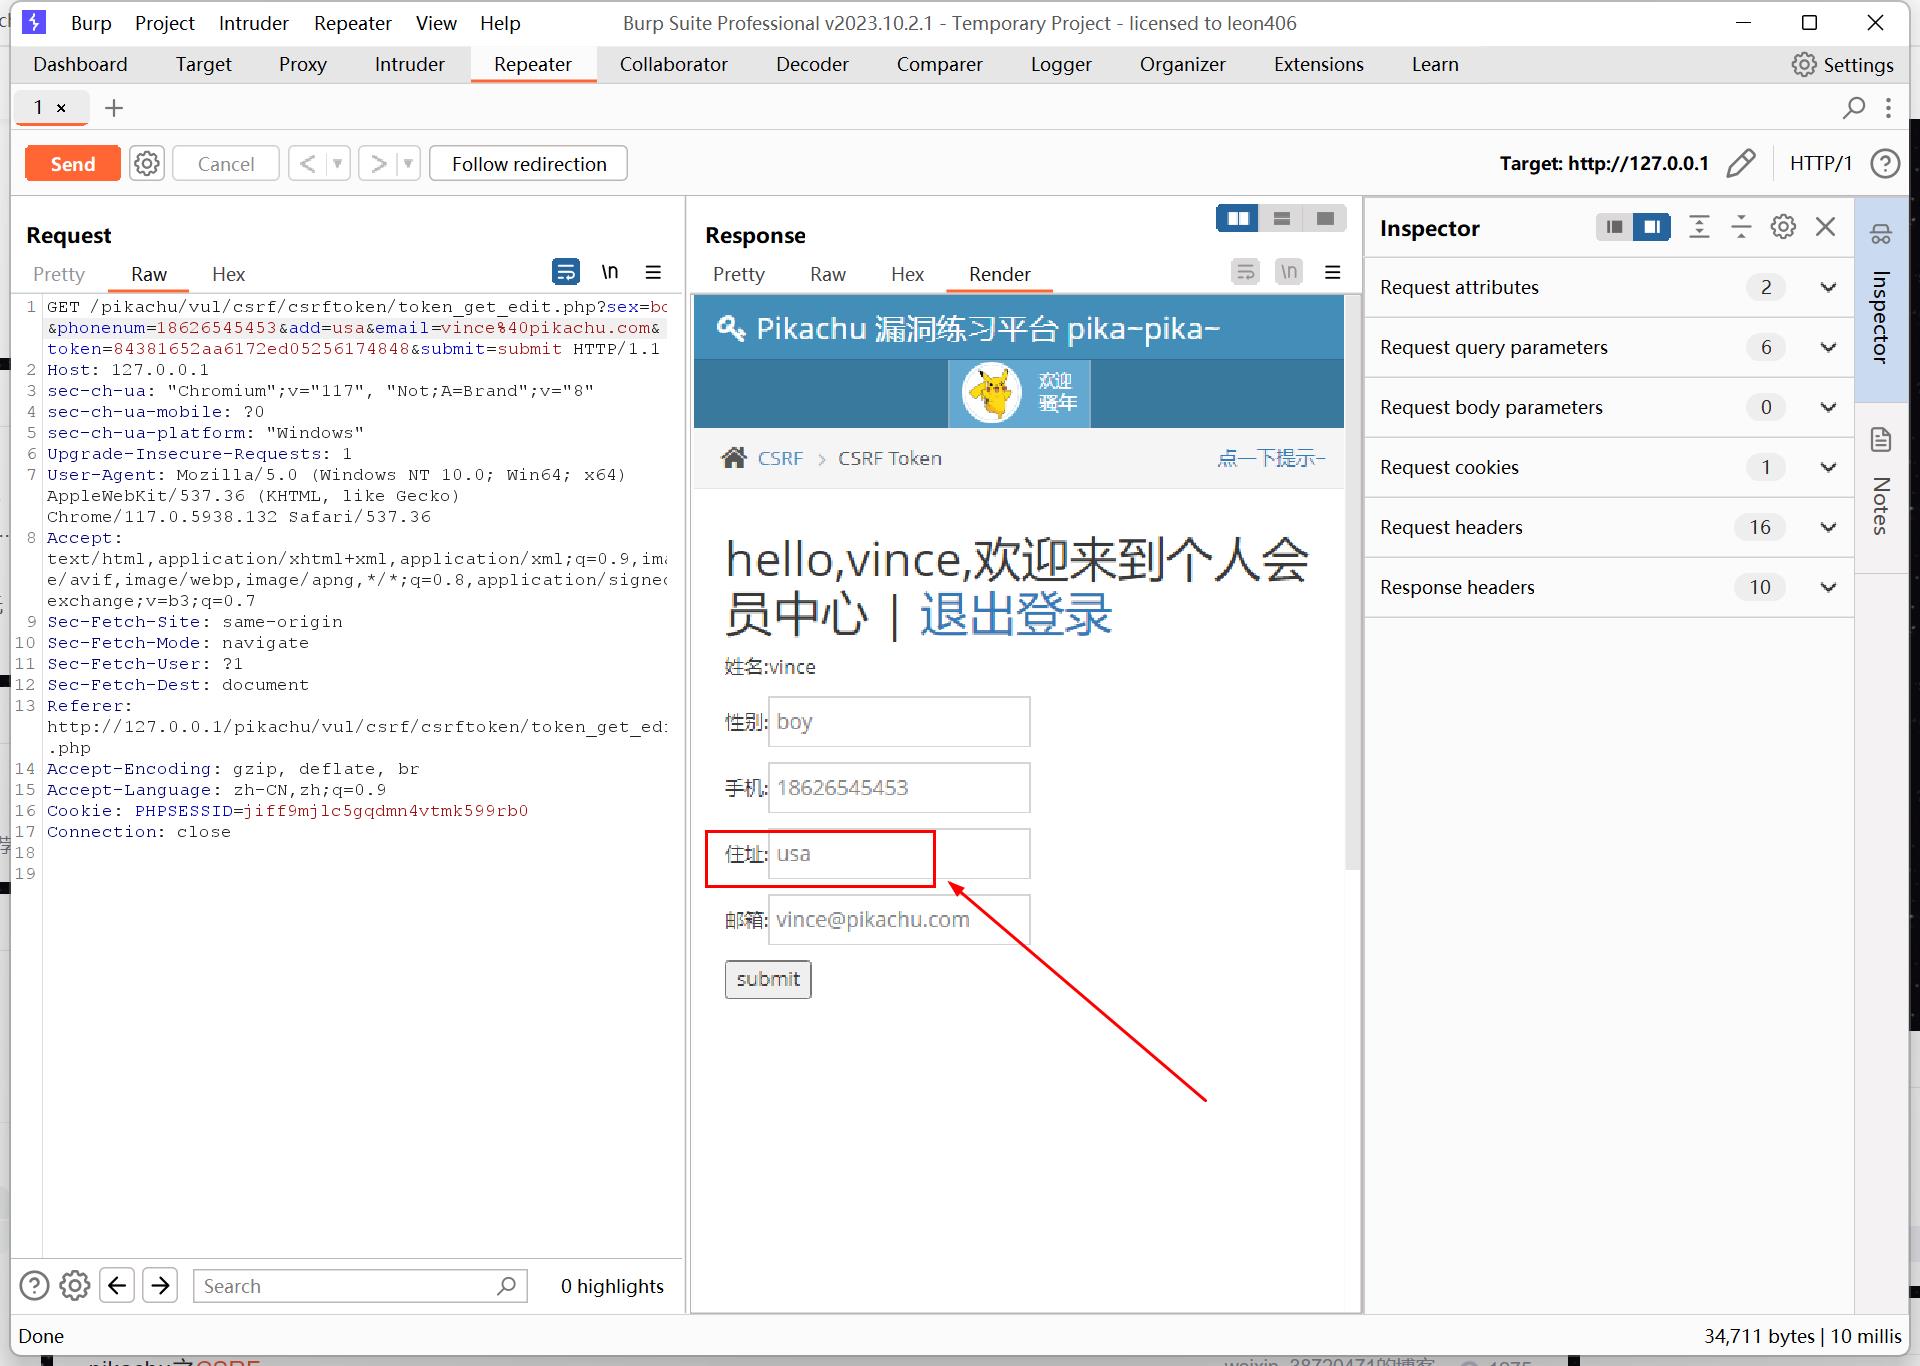 Burp Project Intruder Repeater View Help Burp Suite Professional v2023.10.2.1 - Temporary Project - licensed to leon406
Dashboard Target Proxy Intruder Repeater Collaborator Decoder Comparer Logger Organizer Extensions Learn Settings
1 × +
Send Cancel < > Follow redirection Target: http://127.0.0.1 HTTP/1
Request
Pretty Raw Hex \n
1 GET /pikachu/vul/csrf/csrftoken/token_get_edit.php?sex=bo
&phonenum=18626545453&add=usa&email=vince%40pikachu.com&
token=84381652aa6172ed05256174848&submit=submit HTTP/1.1
2 Host: 127.0.0.1
3 sec-ch-ua: "Chromium";v="117", "Not;A=Brand";v="8"
4 sec-ch-ua-mobile: ?0
5 sec-ch-ua-platform: "Windows"
6 Upgrade-Insecure-Requests: 1
7 User-Agent: Mozilla/5.0 (Windows NT 10.0; Win64; x64)
AppleWebKit/537.36 (KHTML, like Gecko)
Chrome/117.0.5938.132 Safari/537.36
8 Accept:
text/html,application/xhtml+xml,application/xml;q=0.9,ima
e/avif,image/webp,image/apng,*/*;q=0.8,application/signed
exchange;v=b3;q=0.7
9 Sec-Fetch-Site: same-origin
10 Sec-Fetch-Mode: navigate
11 Sec-Fetch-User: ?1
12 Sec-Fetch-Dest: document
13 Referer:
http://127.0.0.1/pikachu/vul/csrf/csrftoken/token_get_edi
.php
14 Accept-Encoding: gzip, deflate, br
15 Accept-Language: zh-CN,zh;q=0.9
16 Cookie: PHPSESSID=jiff9mjlc5gqdmn4vtmk599rb0
17 Connection: close
18
19
Search 0 highlights
Response
Pretty Raw Hex Render \n
Pikachu 漏洞练习平台 pika~pika~
欢迎
骚年
CSRF > CSRF Token 点一下提示~
hello,vince,欢迎来到个人会
员中心 | 退出登录
姓名:vince
性别: boy
手机: 18626545453
住址: usa
邮箱: vince@pikachu.com
submit
Inspector
Request attributes 2
Request query parameters 6
Request body parameters 0
Request cookies 1
Request headers 16
Response headers 10
Inspector
Notes
Done 34,711 bytes | 10 millis